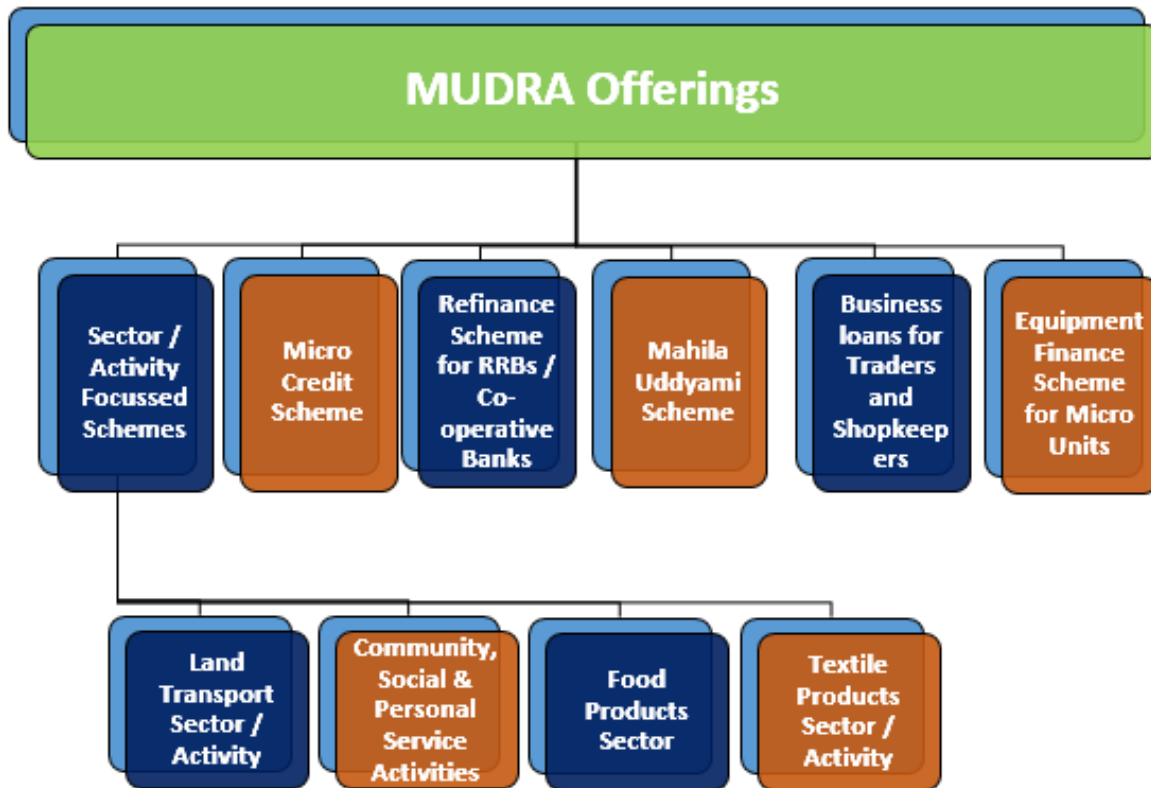 MUDRA Offerings
Sector /
Activity
Focussed
Schemes
Micro
Credit
Scheme
Refinance
Scheme
for RRBs /
Co-
operative
Banks
Mahila
Uddyami
Scheme
Business
loans for
Traders
and
Shopkeep
ers
Equipment
Finance
Scheme
for Micro
Units
Land
Transport
Sector /
Activity
Community,
Social &
Personal
Service
Activities
Food
Products
Sector
Textile
Products
Sector /
Activity